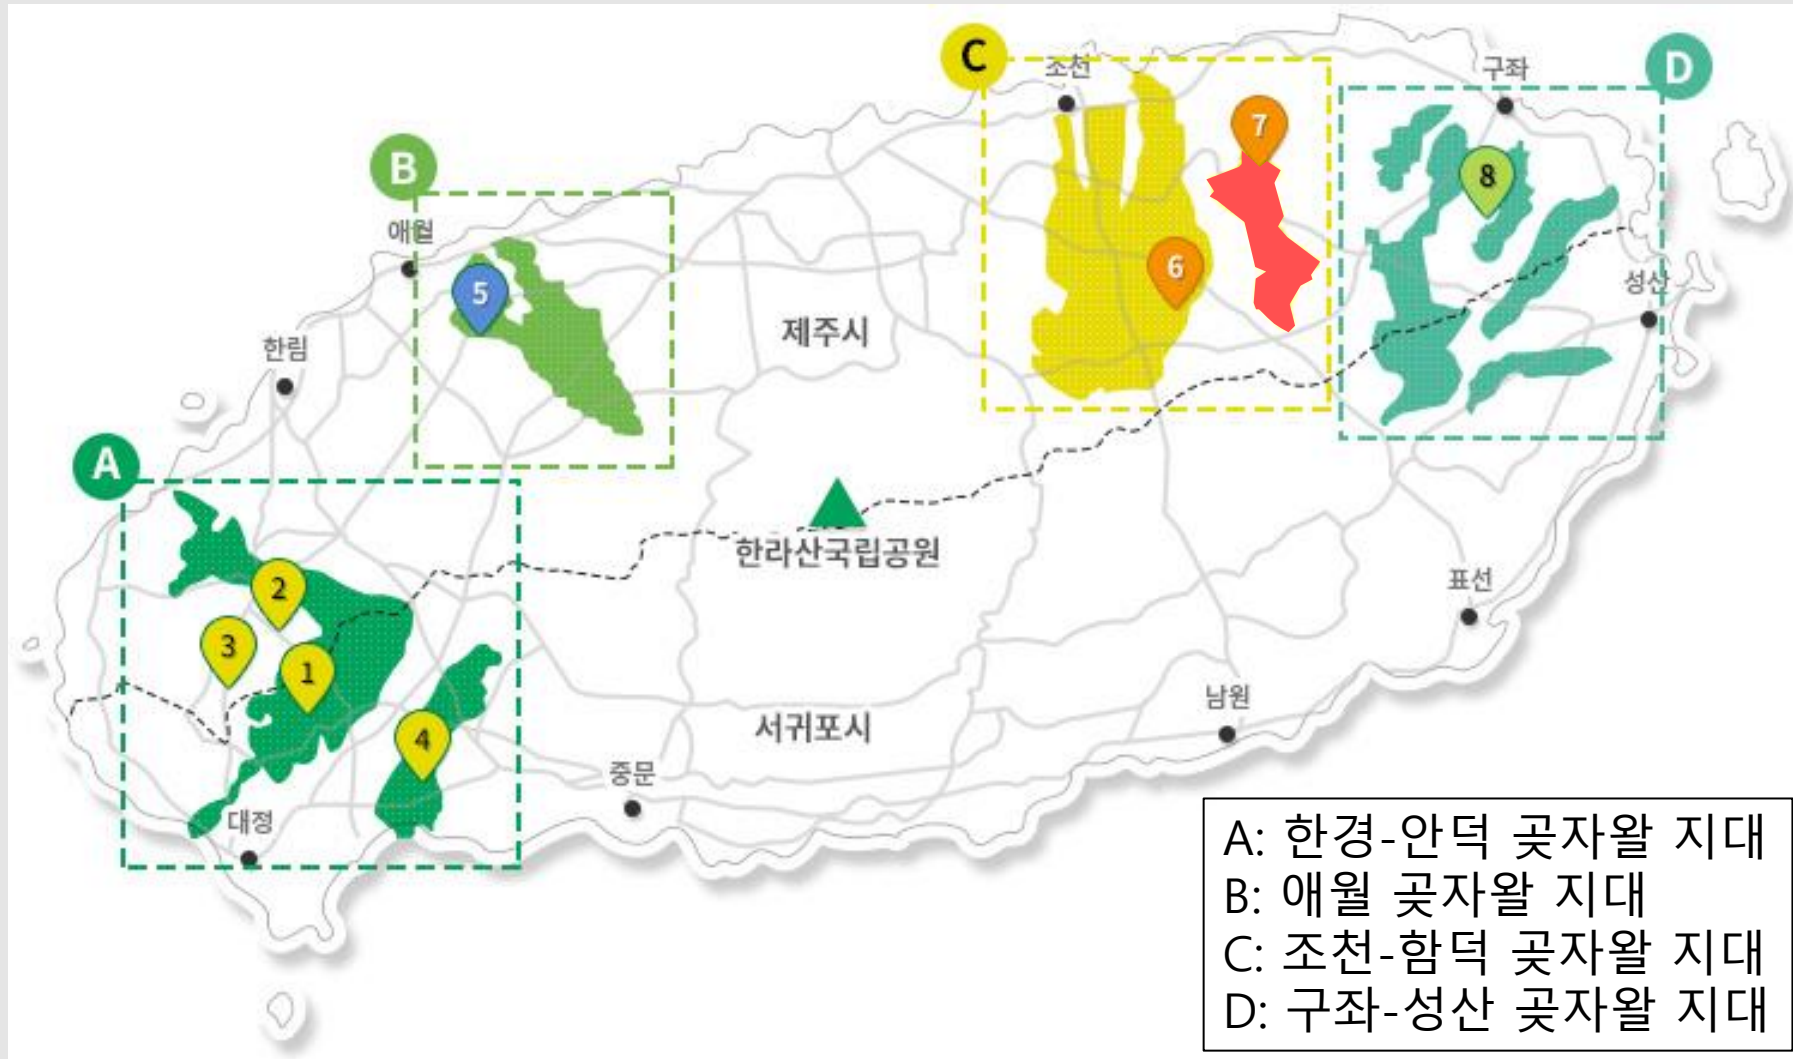 C
조천
구좌
D
7
B
8
애월
6
5
성산
제주시
한림
A
한라산국립공원
2
표선
3
1
남원
서귀포시
4
중문
대정
A: 한경-안덕 곶자왈 지대
B: 애월 곶자왈 지대
C: 조천-함덕 곶자왈 지대
D: 구좌-성산 곶자왈 지대